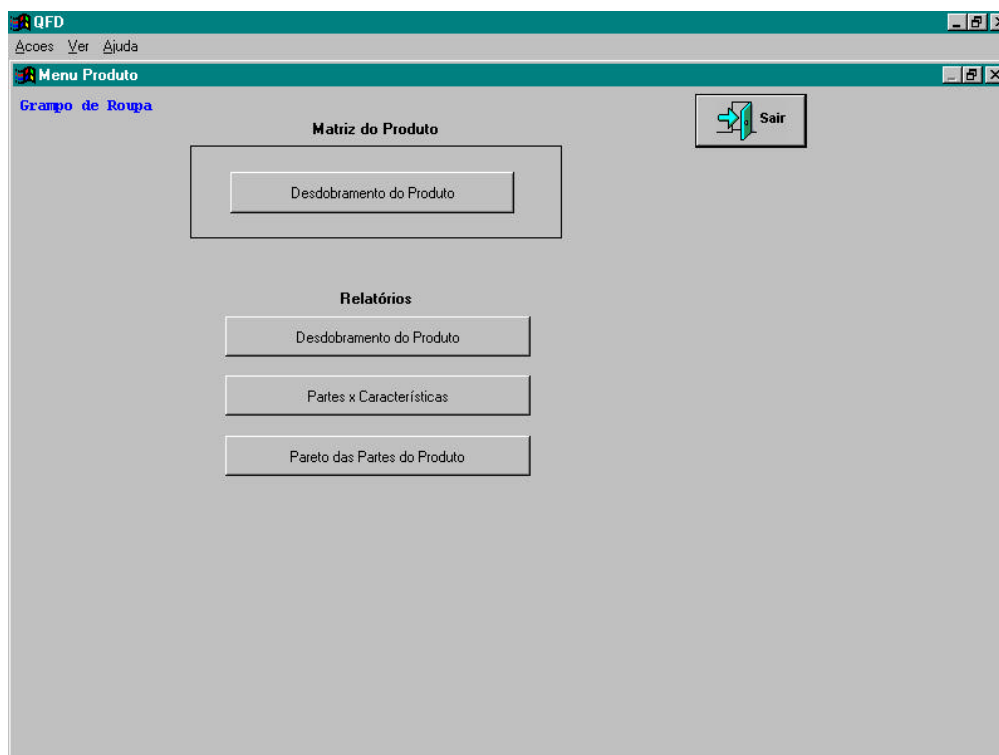 QFD
Acoes Ver Ajuda
Menu Produto
Grampo de Roupa
Sair
Matriz do Produto
Desdobramento do Produto
Relatórios
Desdobramento do Produto
Partes x Características
Pareto das Partes do Produto